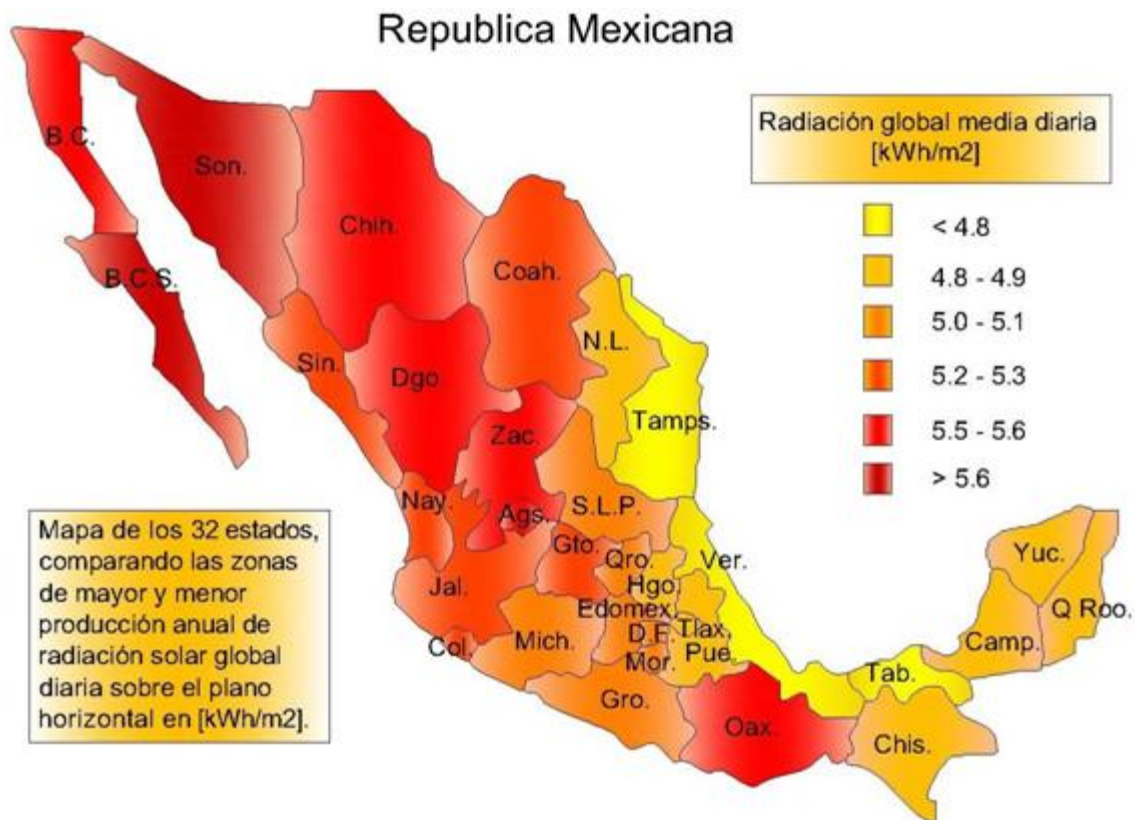 Republica Mexicana
Radiación global media diaria
[kWh/m2]
< 4.8
4.8 - 4.9
5.0 - 5.1
5.2 - 5.3
5.5 - 5.6
> 5.6
B.C.
Son.
Chih.
B.C.S.
Coah.
Sin.
N.L.
Dgo
Tamps.
Zac.
Nay.
Ags.
S.L.P.
Gto.
Qro.
Ver.
Hgo.
Jal.
Edomex.
Mich.
D.F.
Tlax.
Col.
Mor.
Pue.
Gro.
Oax.
Yuc.
Q Roo.
Camp.
Tab.
Chis.
Mapa de los 32 estados,
comparando las zonas
de mayor y menor
producción anual de
radiación solar global
diaria sobre el plano
horizontal en [kWh/m2].